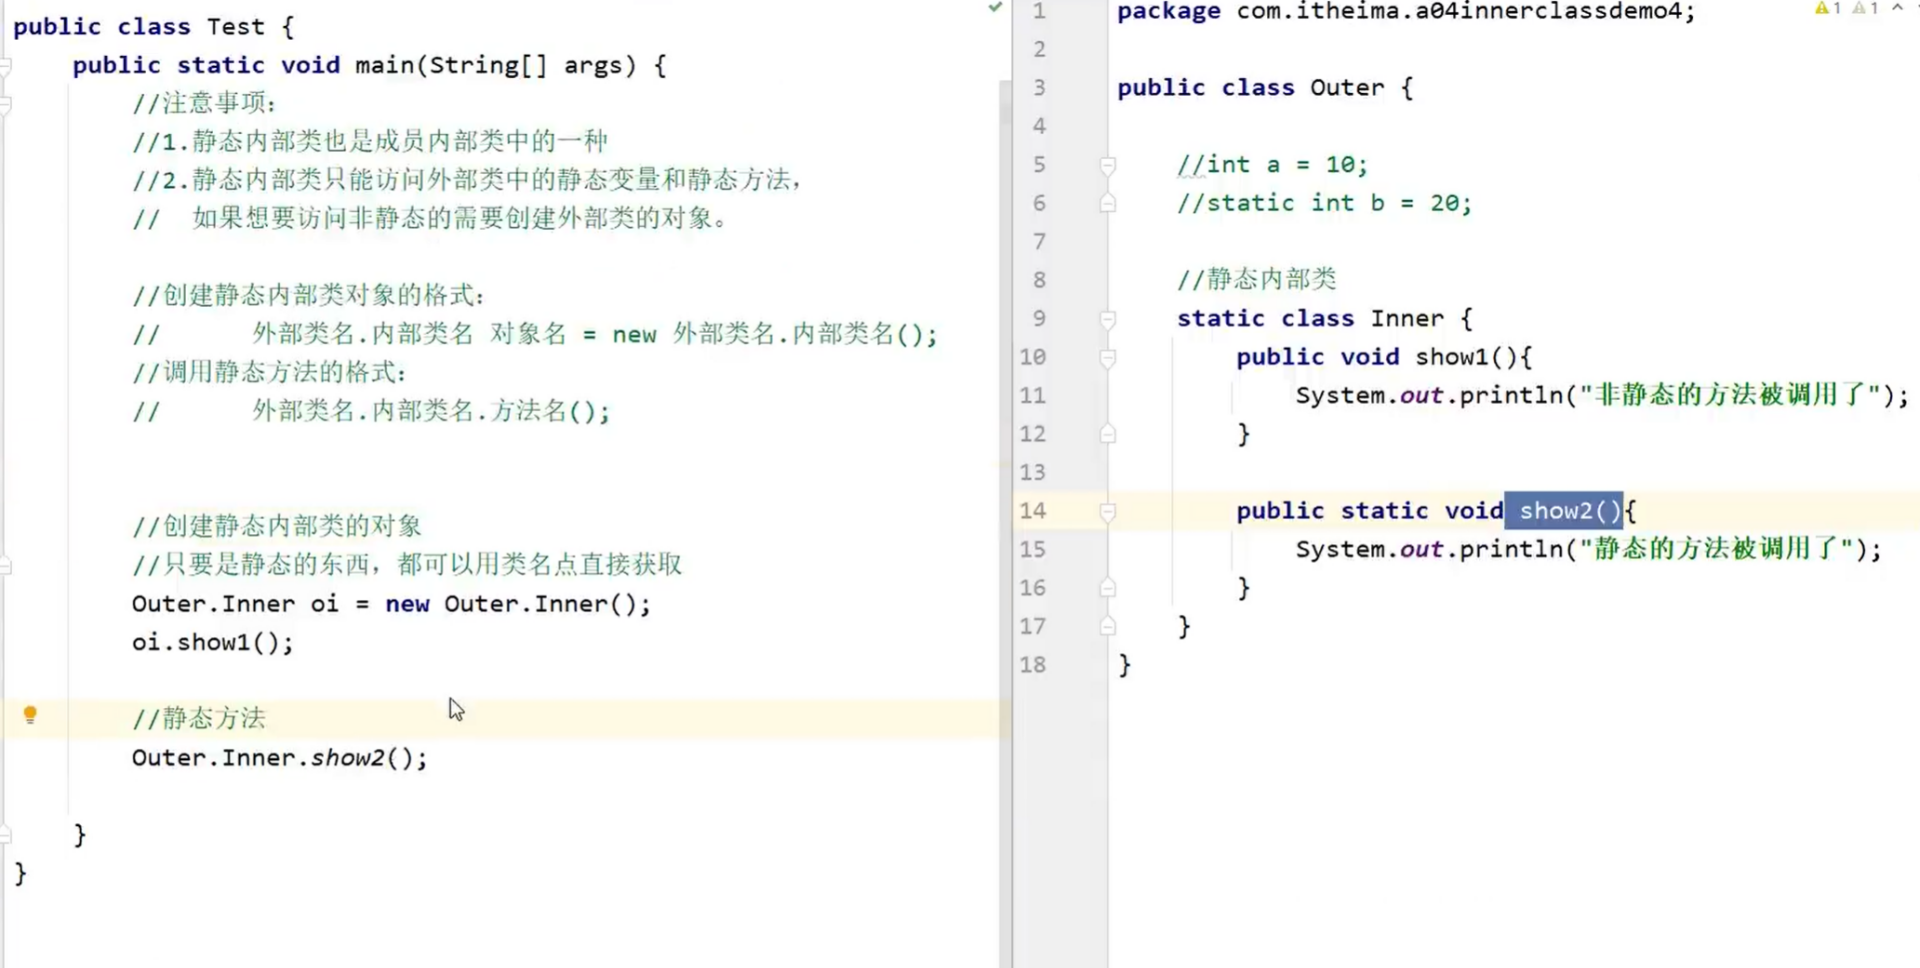 public class Test {
    public static void main(String[] args) {
        //注意事项：
        //1.静态内部类也是成员内部类中的一种
        //2.静态内部类只能访问外部类中的静态变量和静态方法，
        //  如果想要访问非静态的需要创建外部类的对象。

        //创建静态内部类对象的格式：
        //      外部类名.内部类名 对象名 = new 外部类名.内部类名();
        //调用静态方法的格式：
        //      外部类名.内部类名.方法名();

        //创建静态内部类的对象
        //只要是静态的东西，都可以用类名点直接获取
        Outer.Inner oi = new Outer.Inner();
        oi.show1();

        //静态方法
        Outer.Inner.show2();

    }
}
1 package com.itheima.a04innerclassdemo4; 1 1
2
3 public class Outer {
4
5     //int a = 10;
6     //static int b = 20;
7
8     //静态内部类
9     static class Inner {
10         public void show1(){
11             System.out.println("非静态的方法被调用了");
12         }
13
14         public static void show2(){
15             System.out.println("静态的方法被调用了");
16         }
17     }
18 }